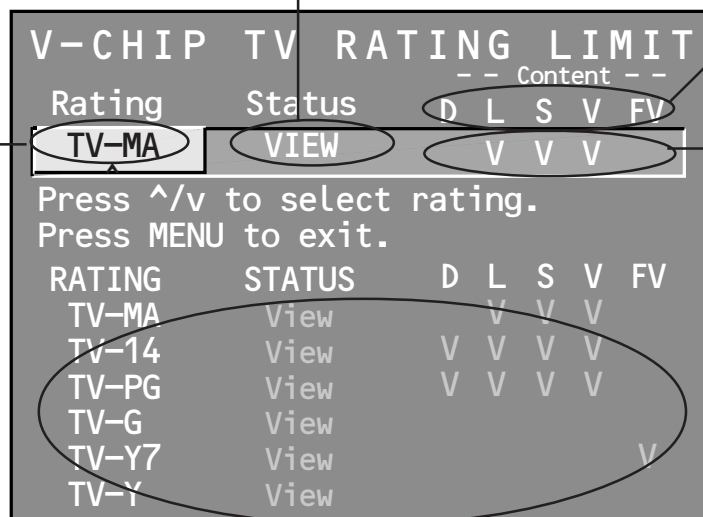 V-CHIP TV RATING LIMIT
-- Content --
Rating Status D L S V FV
TV-MA VIEW V V V
^
Press ^/v to select rating.
Press MENU to exit.
RATING STATUS D L S V FV
TV-MA View V V V
TV-14 View V V V V
TV-PG View V V V V
TV-G View
TV-Y7 View V
TV-Y View